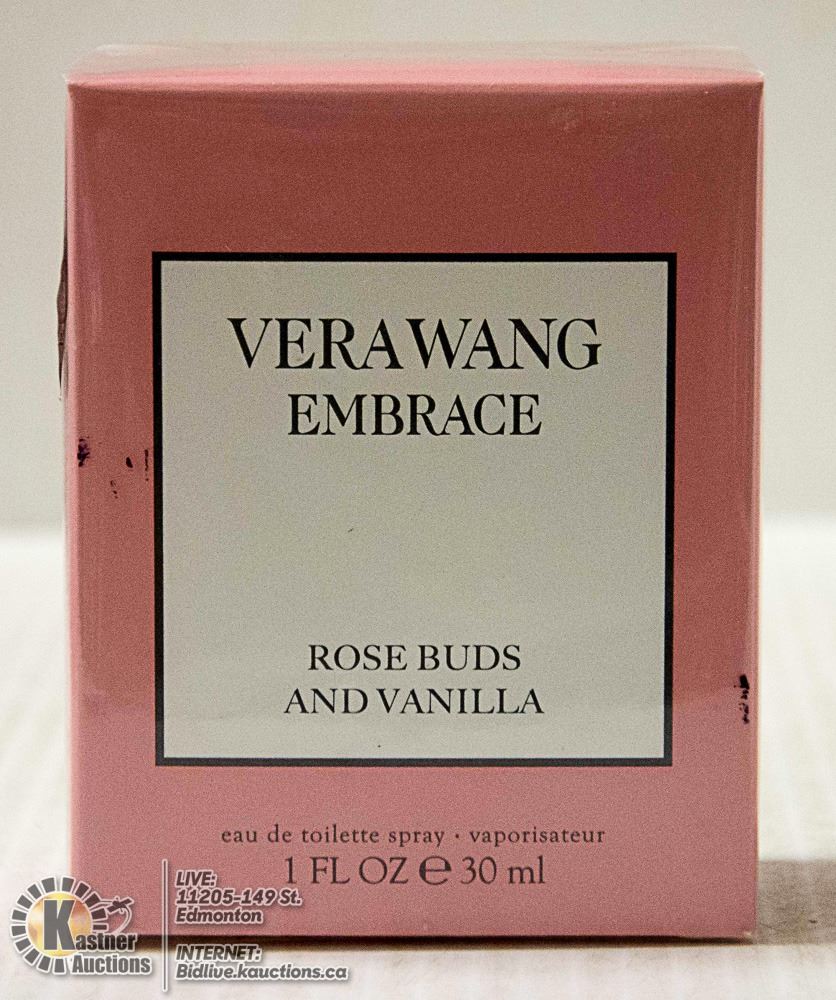 VERA WANG
EMBRACE
ROSE BUDS
AND VANILLA
eau de toilette spray · vaporisateur
1 FL OZ ℮ 30 ml
Kastner
Auctions
LIVE:
11205-149 St.
Edmonton
INTERNET:
Bidlive.kauctions.ca